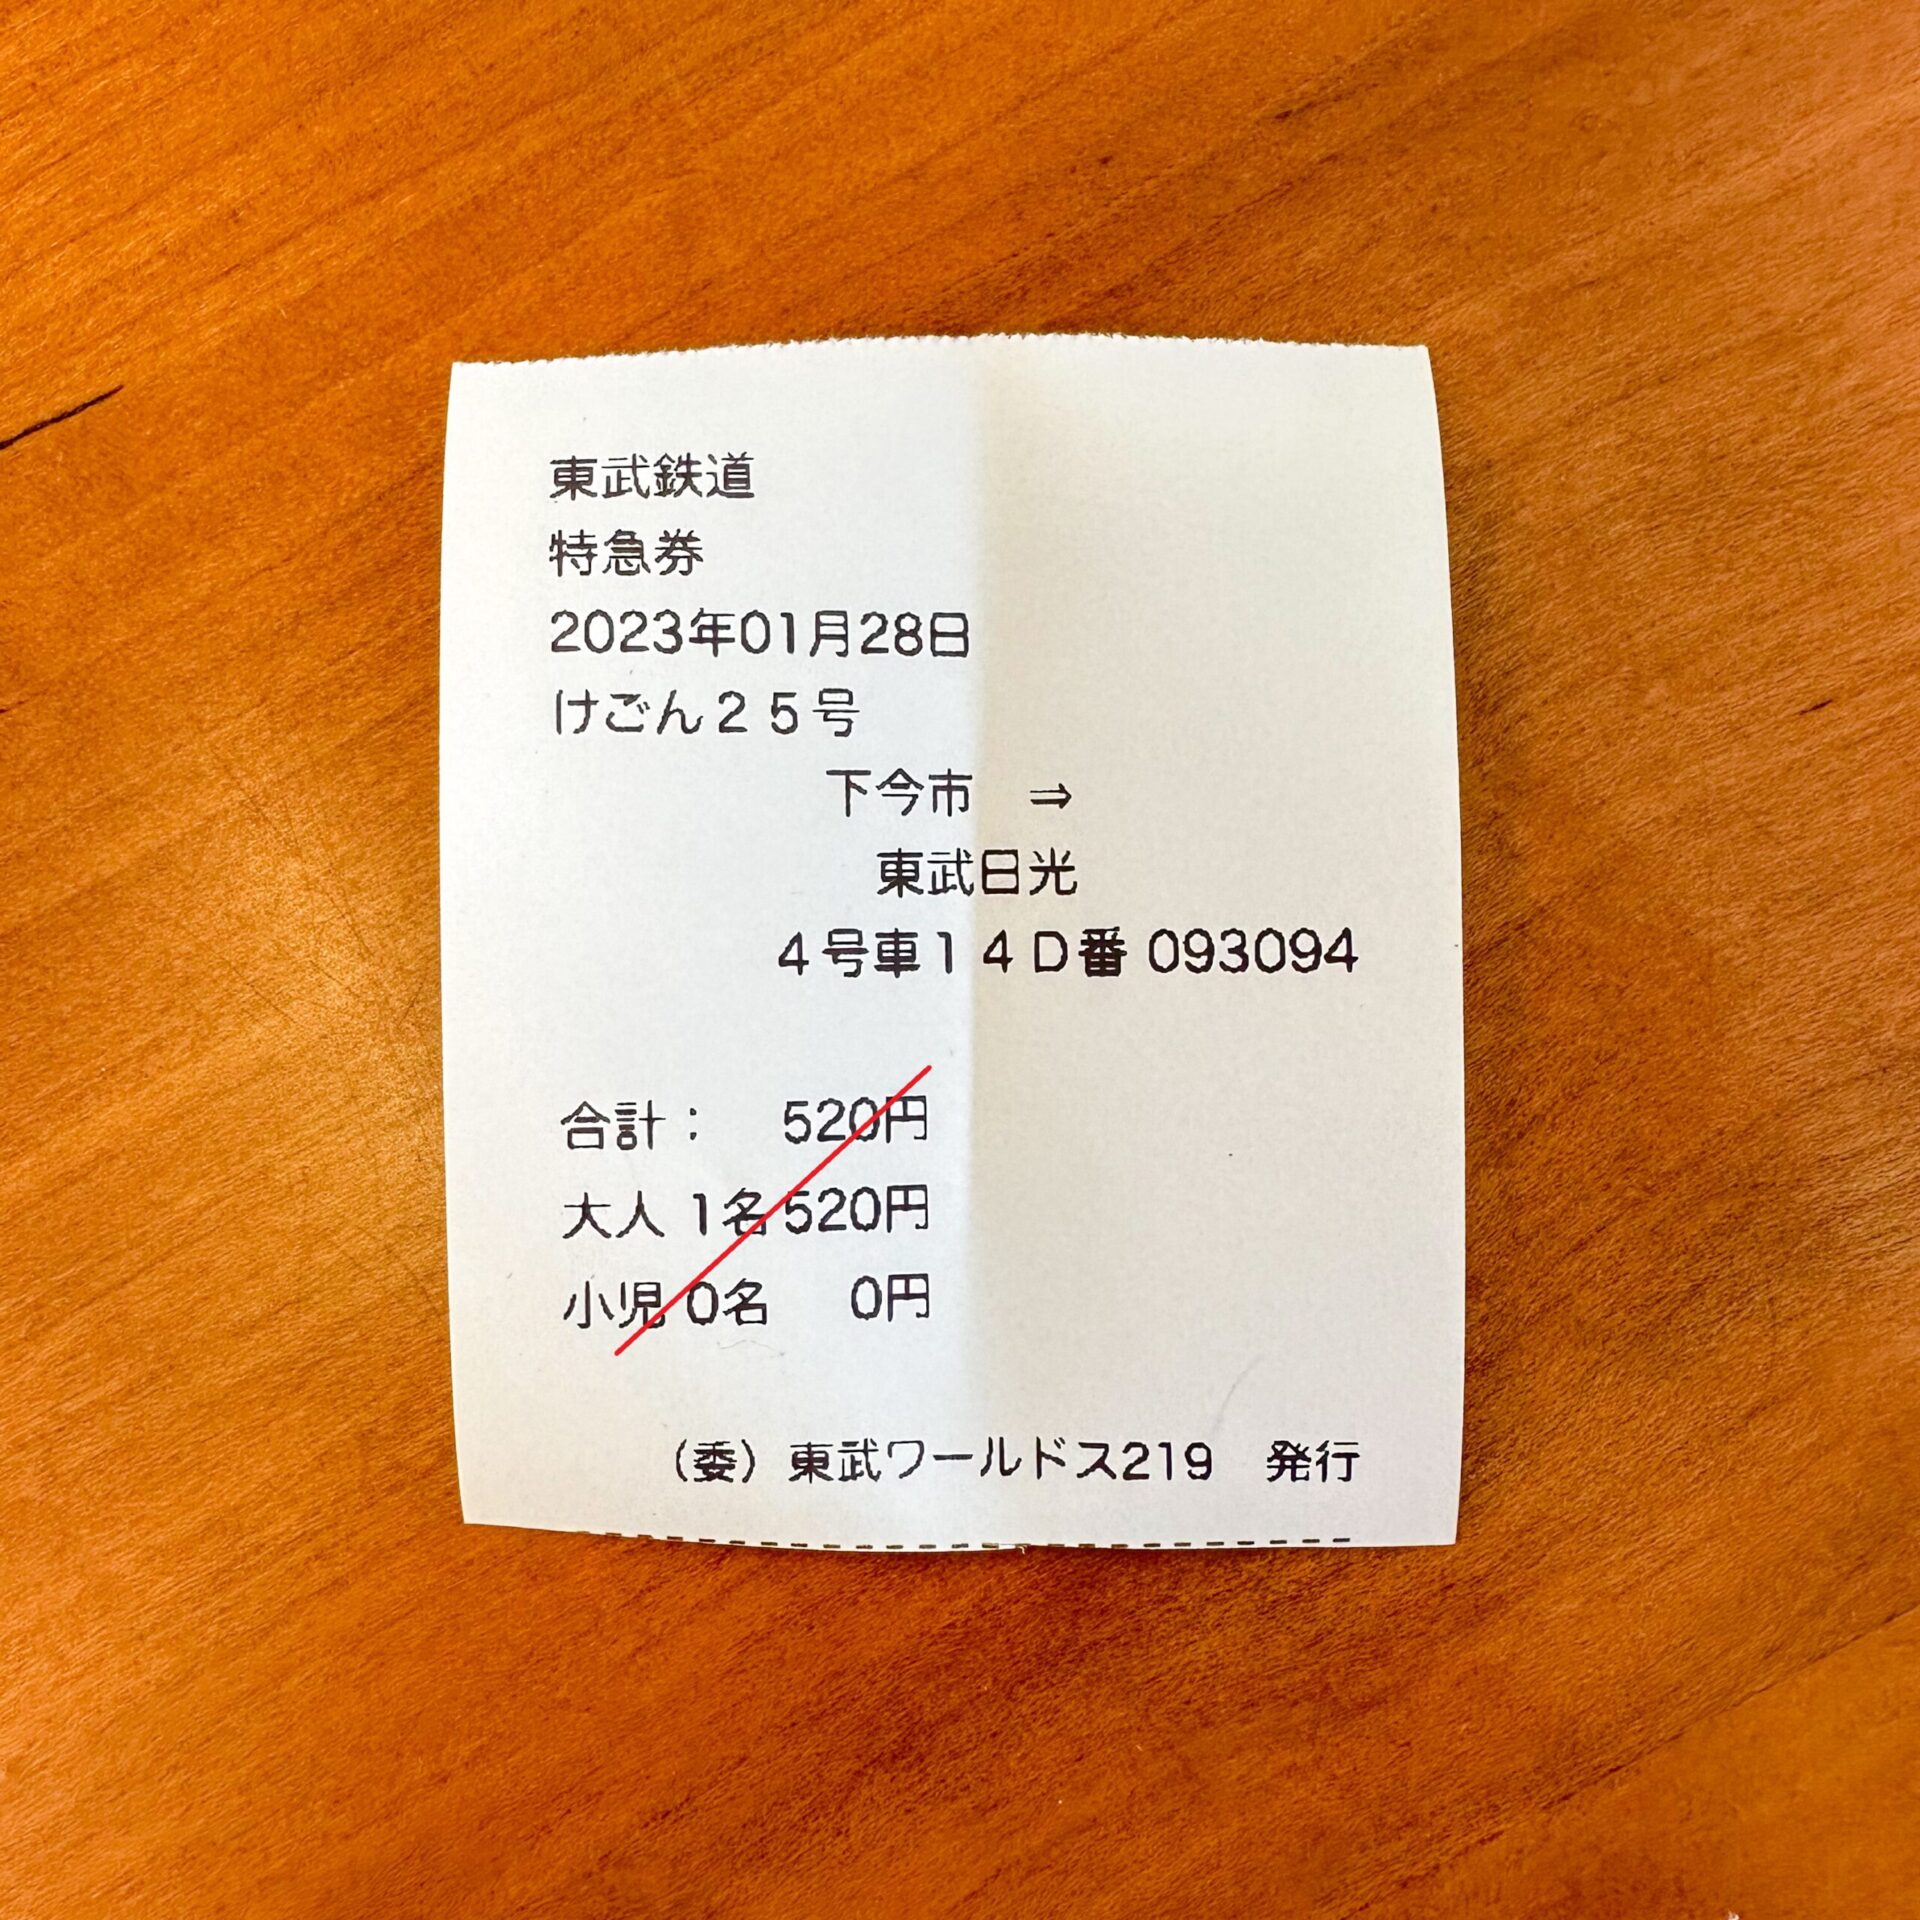 東武鉄道
特急券
2023年01月28日
けごん２５号
下今市　⇒
東武日光
４号車１４Ｄ番 093094
合計：　520円
大人 1名 520円
小児 0名　0円
（委）東武ワールドス219　発行